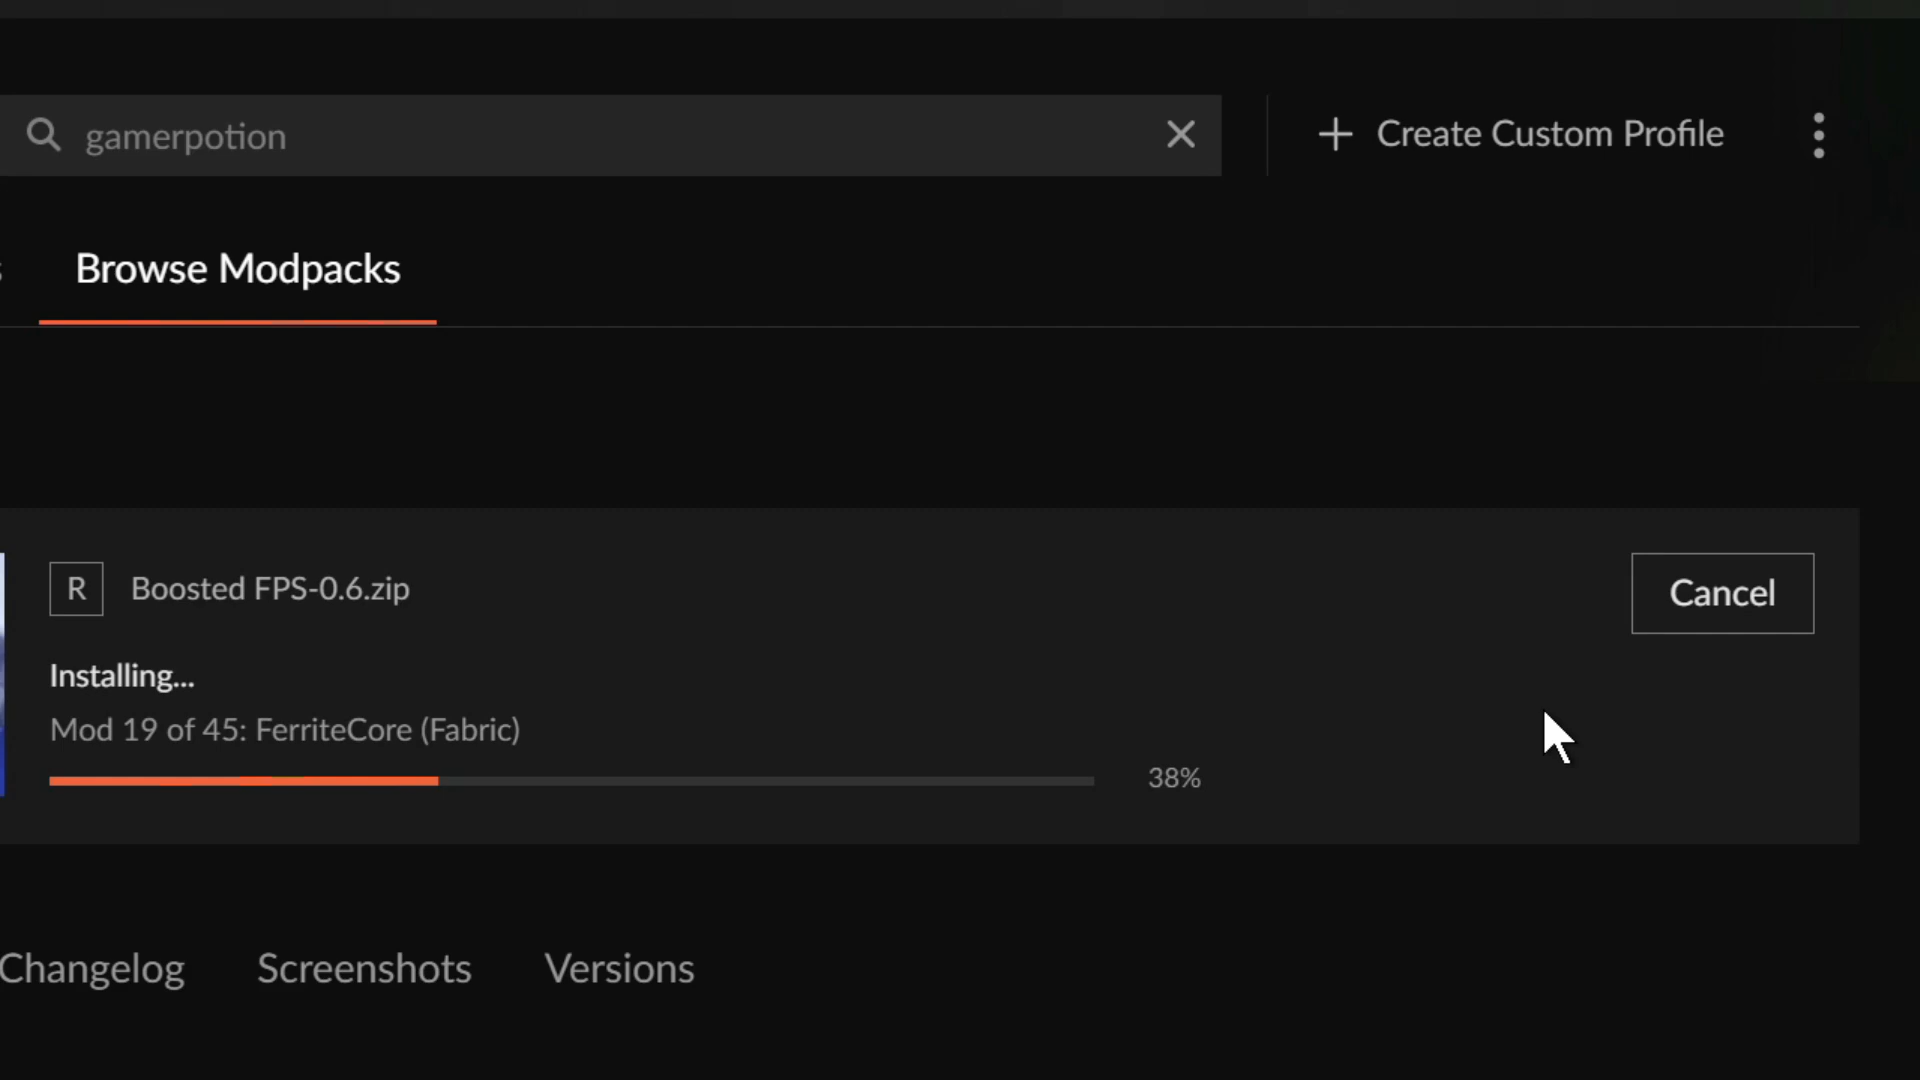 gamerpotion
Create Custom Profile
Browse Modpacks
R Boosted FPS-0.6.zip
Cancel
Installing...
Mod 19 of 45: FerriteCore (Fabric)
38%
Changelog Screenshots Versions